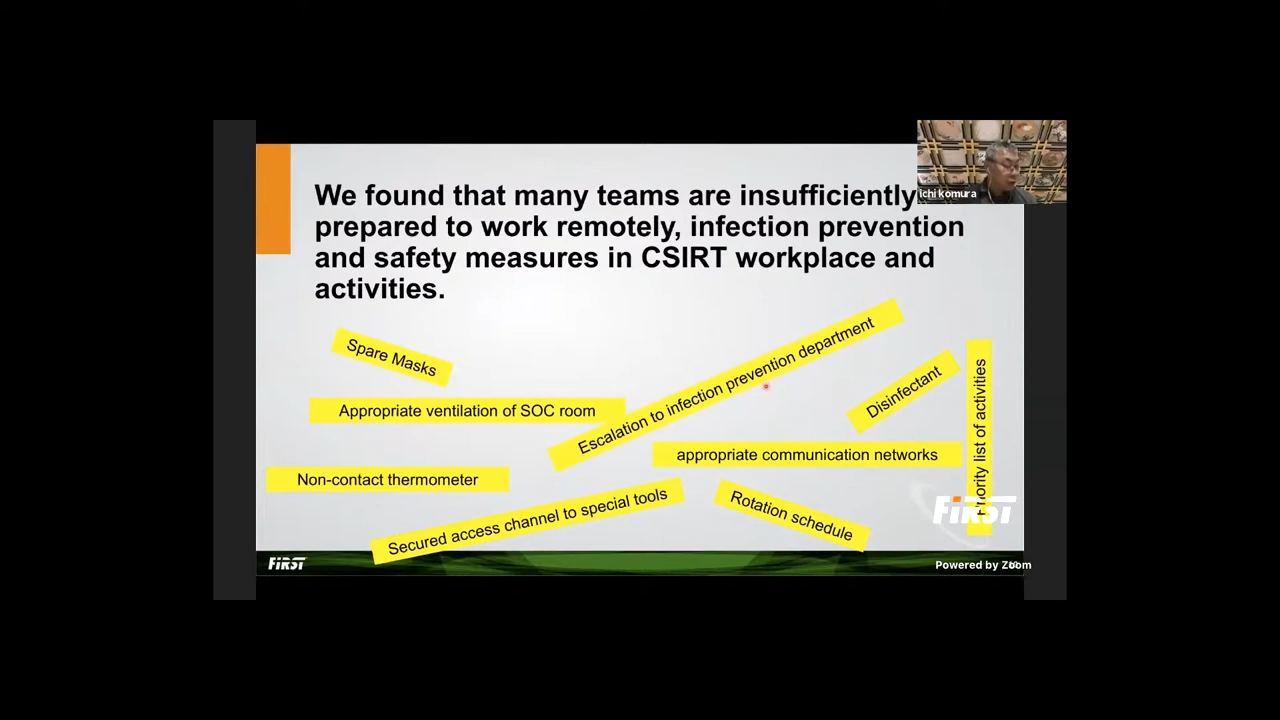 We found that many teams are insufficiently
prepared to work remotely, infection prevention
and safety measures in CSIRT workplace and
activities.
ichi komura
Spare Masks
Escalation to infection prevention department
Disinfectant
Priority list of activities
Appropriate ventilation of SOC room
appropriate communication networks
Non-contact thermometer
Secured access channel to special tools
Rotation schedule
FiRST
FiRST
Powered by Zoom